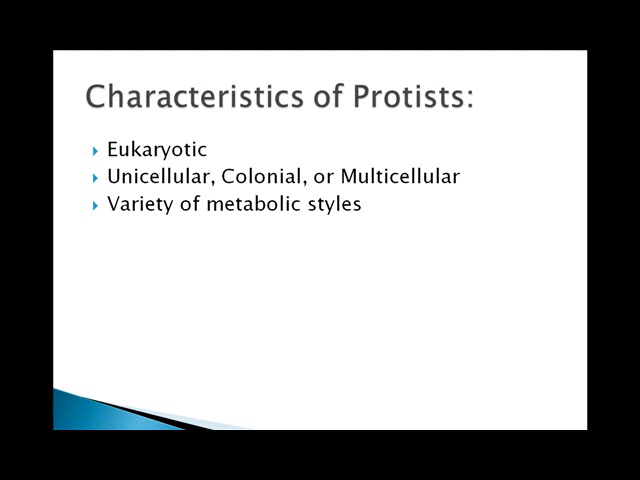 Characteristics of Protists:
Eukaryotic
Unicellular, Colonial, or Multicellular
Variety of metabolic styles